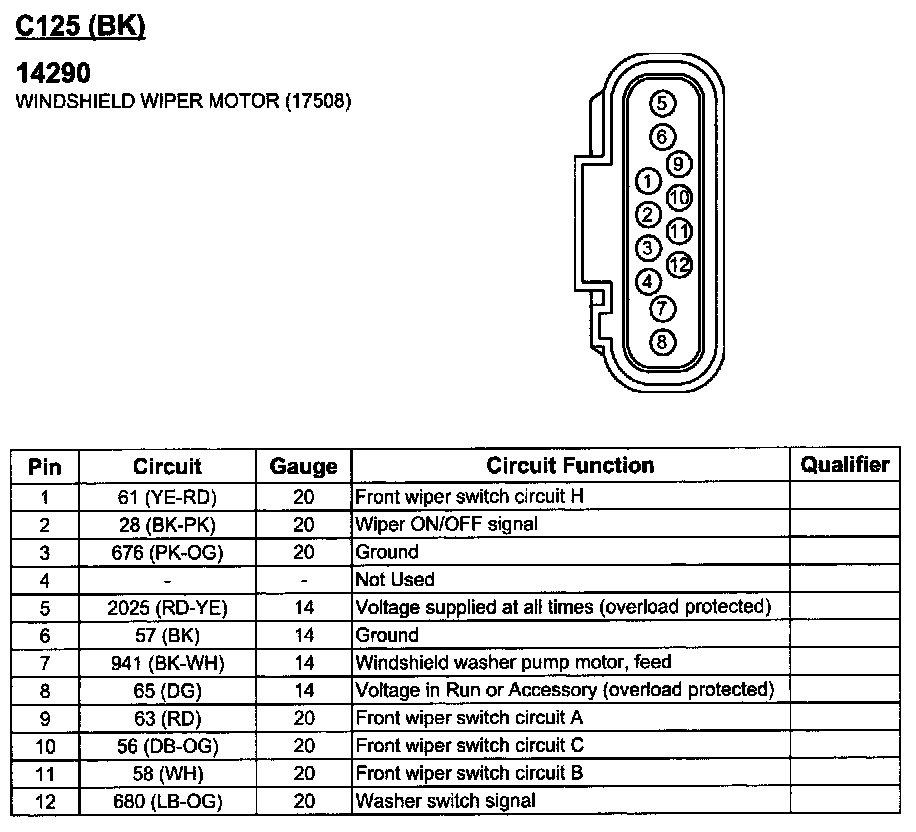 C125 (BK)
14290
WINDSHIELD WIPER MOTOR (17508)
5
6
9
1
10
2
11
3
12
4
7
8
Pin Circuit Gauge Circuit Function Qualifier
1 61 (YE-RD) 20 Front wiper switch circuit H
2 28 (BK-PK) 20 Wiper ON/OFF signal
3 676 (PK-OG) 20 Ground
4 - - Not Used
5 2025 (RD-YE) 14 Voltage supplied at all times (overload protected)
6 57 (BK) 14 Ground
7 941 (BK-WH) 14 Windshield washer pump motor, feed
8 65 (DG) 14 Voltage in Run or Accessory (overload protected)
9 63 (RD) 20 Front wiper switch circuit A
10 56 (DB-OG) 20 Front wiper switch circuit C
11 58 (WH) 20 Front wiper switch circuit B
12 680 (LB-OG) 20 Washer switch signal